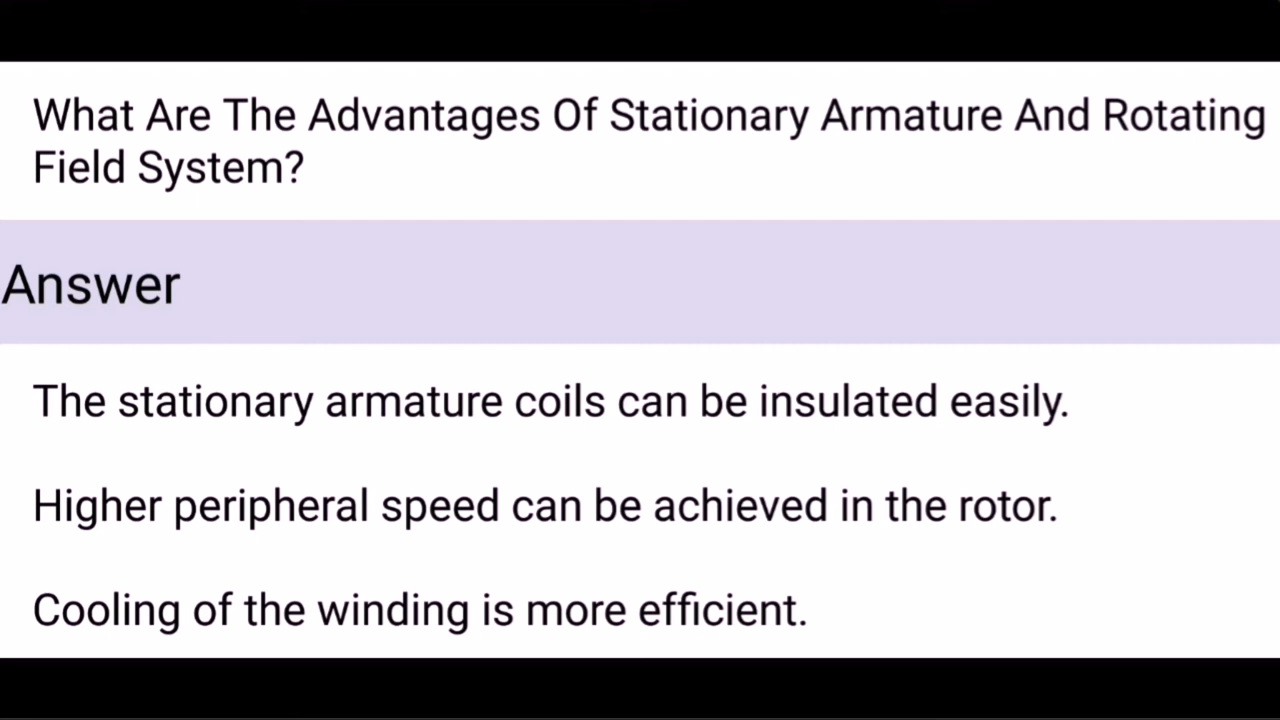 What Are The Advantages Of Stationary Armature And Rotating
Field System?
Answer
The stationary armature coils can be insulated easily.
Higher peripheral speed can be achieved in the rotor.
Cooling of the winding is more efficient.